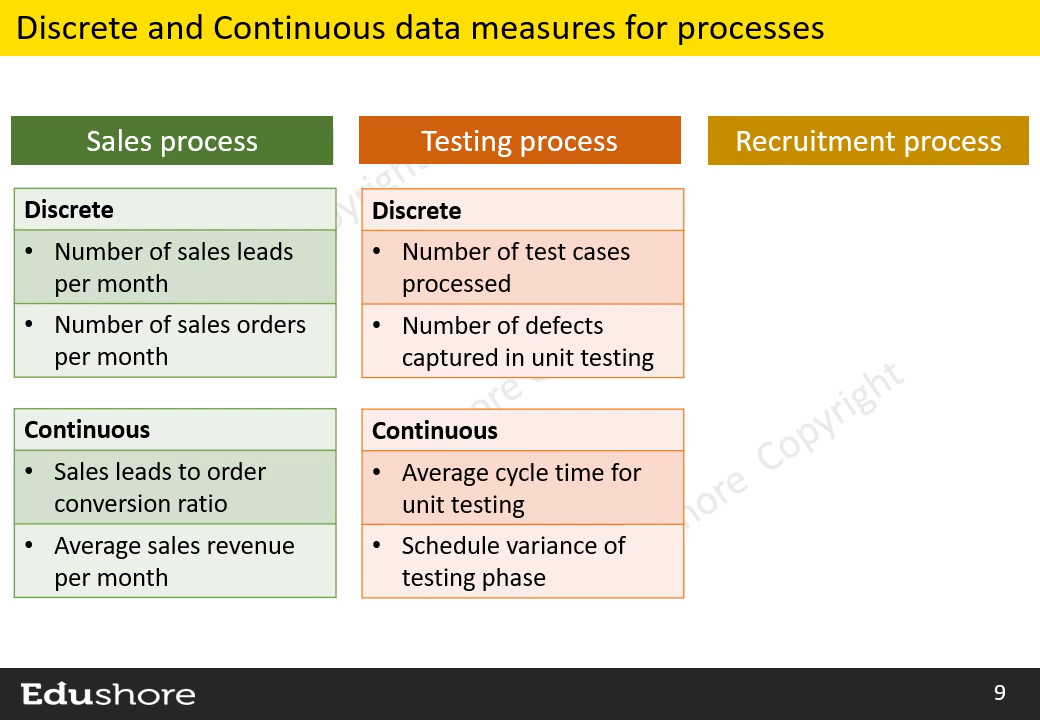 Discrete and Continuous data measures for processes
Sales process
Discrete
• Number of sales leads
per month
• Number of sales orders
per month
Continuous
• Sales leads to order
conversion ratio
• Average sales revenue
per month
Testing process
Discrete
• Number of test cases
processed
• Number of defects
captured in unit testing
Continuous
• Average cycle time for
unit testing
• Schedule variance of
testing phase
Recruitment process
Copyright
Edushore
9